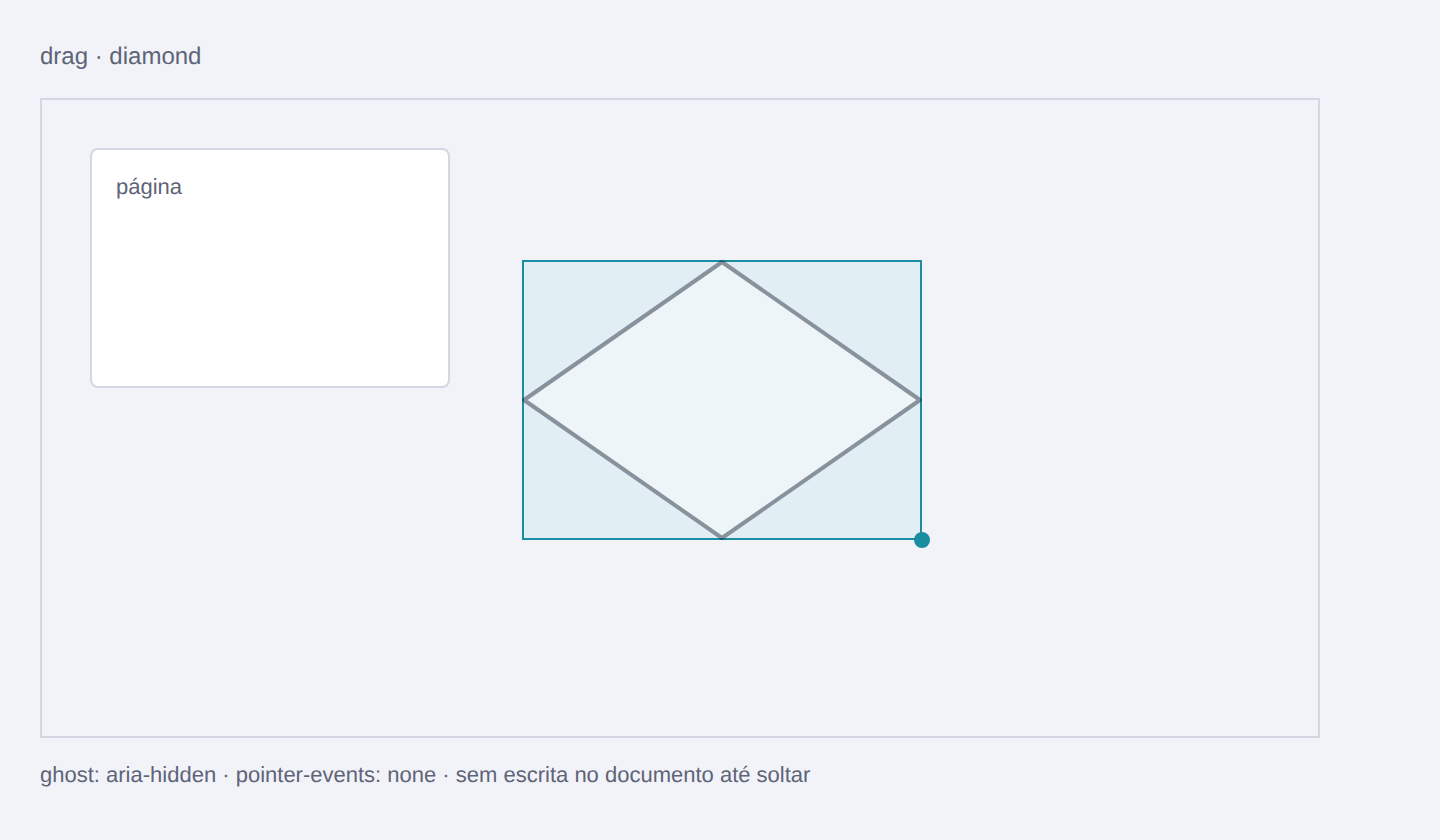 drag · diamond
página
ghost: aria-hidden · pointer-events: none · sem escrita no documento até soltar